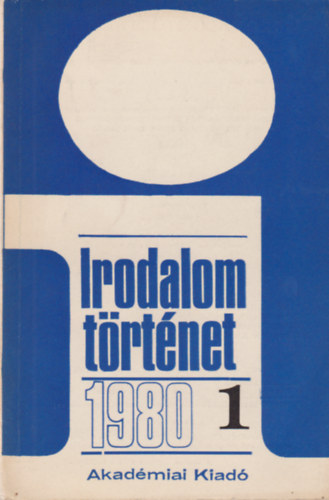 Irodalom
történet
1980 1
Akadémiai Kiadó